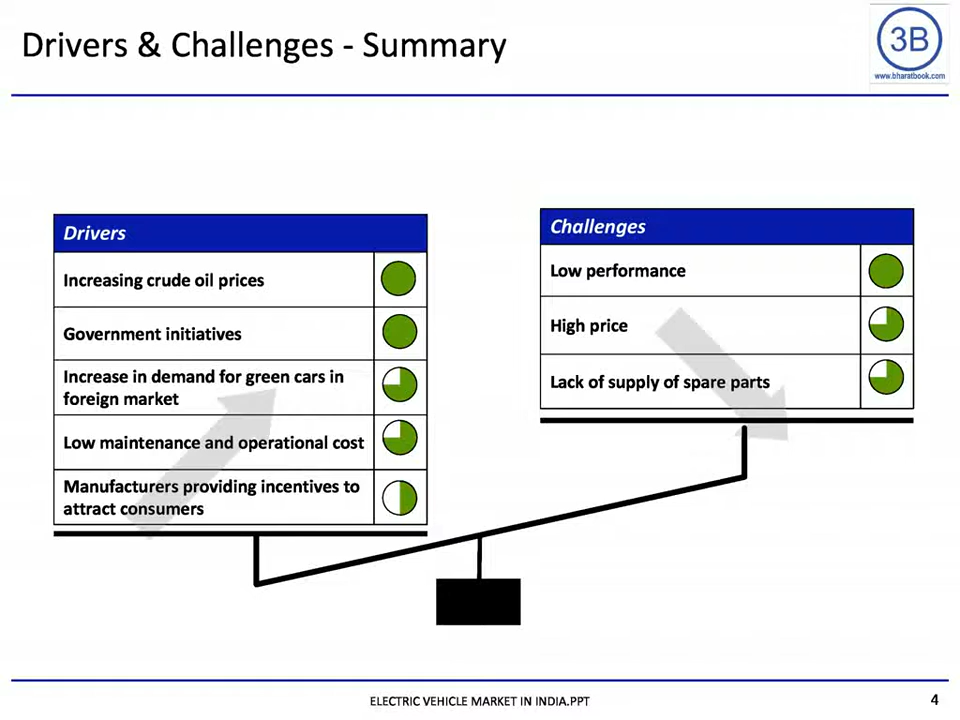 Drivers & Challenges - Summary
3B
www.bharatbook.com
Drivers
Increasing crude oil prices
Government initiatives
Increase in demand for green cars in
foreign market
Low maintenance and operational cost
Manufacturers providing incentives to
attract consumers
Challenges
Low performance
High price
Lack of supply of spare parts
ELECTRIC VEHICLE MARKET IN INDIA.PPT
4